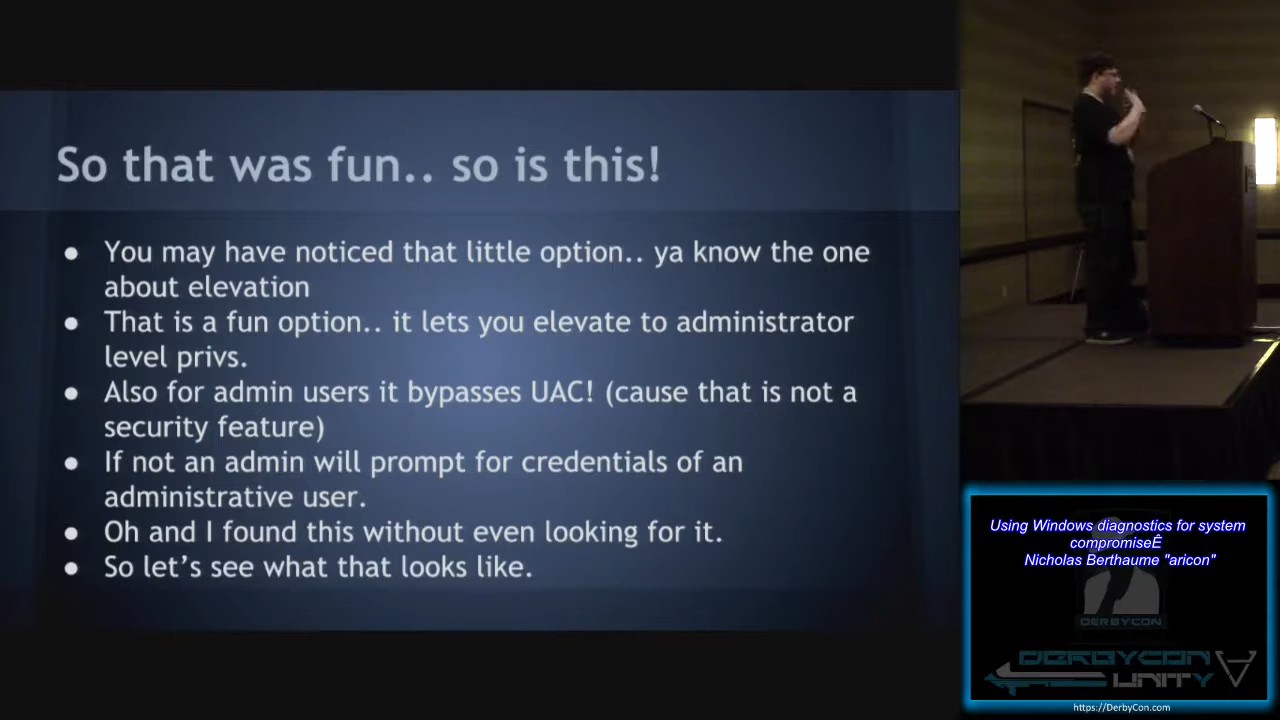 So that was fun.. so is this!
● You may have noticed that little option.. ya know the one
about elevation
● That is a fun option.. it lets you elevate to administrator
level privs.
● Also for admin users it bypasses UAC! (cause that is not a
security feature)
● If not an admin will prompt for credentials of an
administrative user.
● Oh and I found this without even looking for it.
● So let's see what that looks like.
Using Windows diagnostics for system
compromiseÊ
Nicholas Berthaume "aricon"
DERBYCON
DERBYCON
UNITY
https://DerbyCon.com